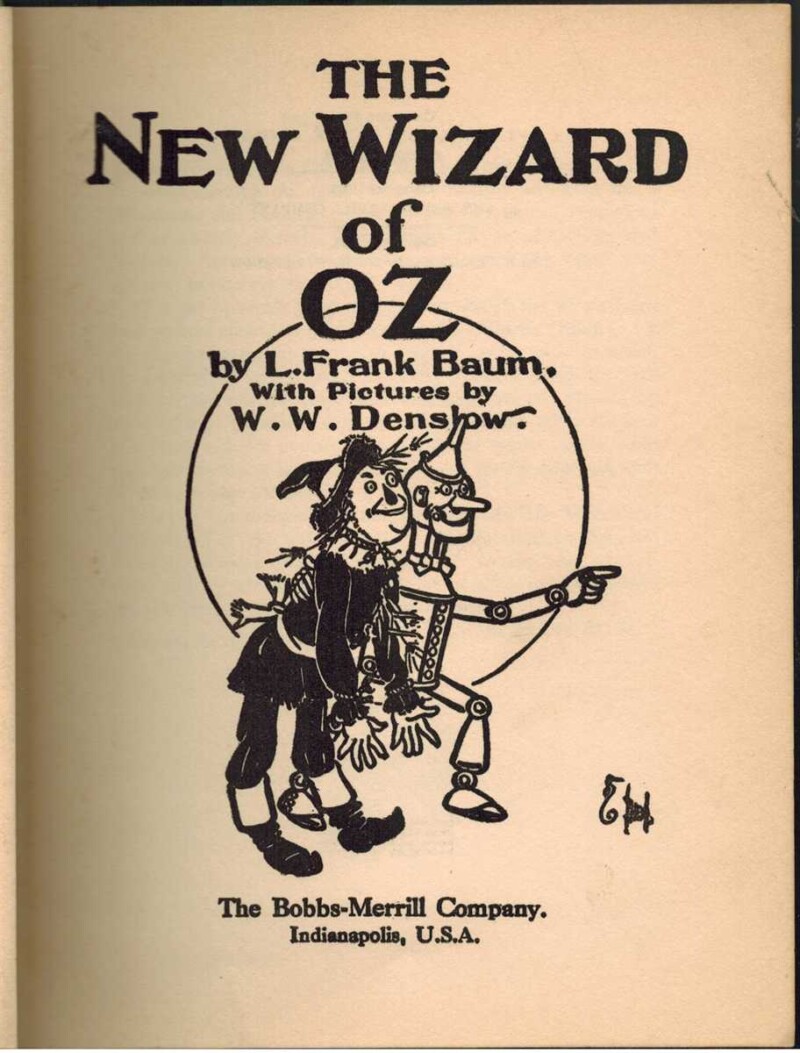 THE
NEW WIZARD
of
OZ
by L. Frank Baum.
With Pictures by
W. W. Denslow.
The Bobbs-Merrill Company.
Indianapolis, U.S.A.